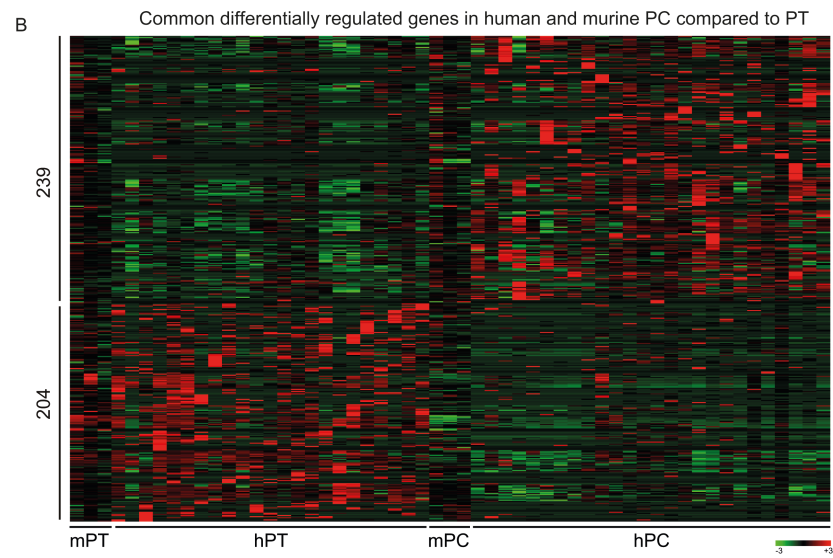 B
Common differentially regulated genes in human and murine PC compared to PT
239
204
mPT hPT mPC hPC
-3 +3